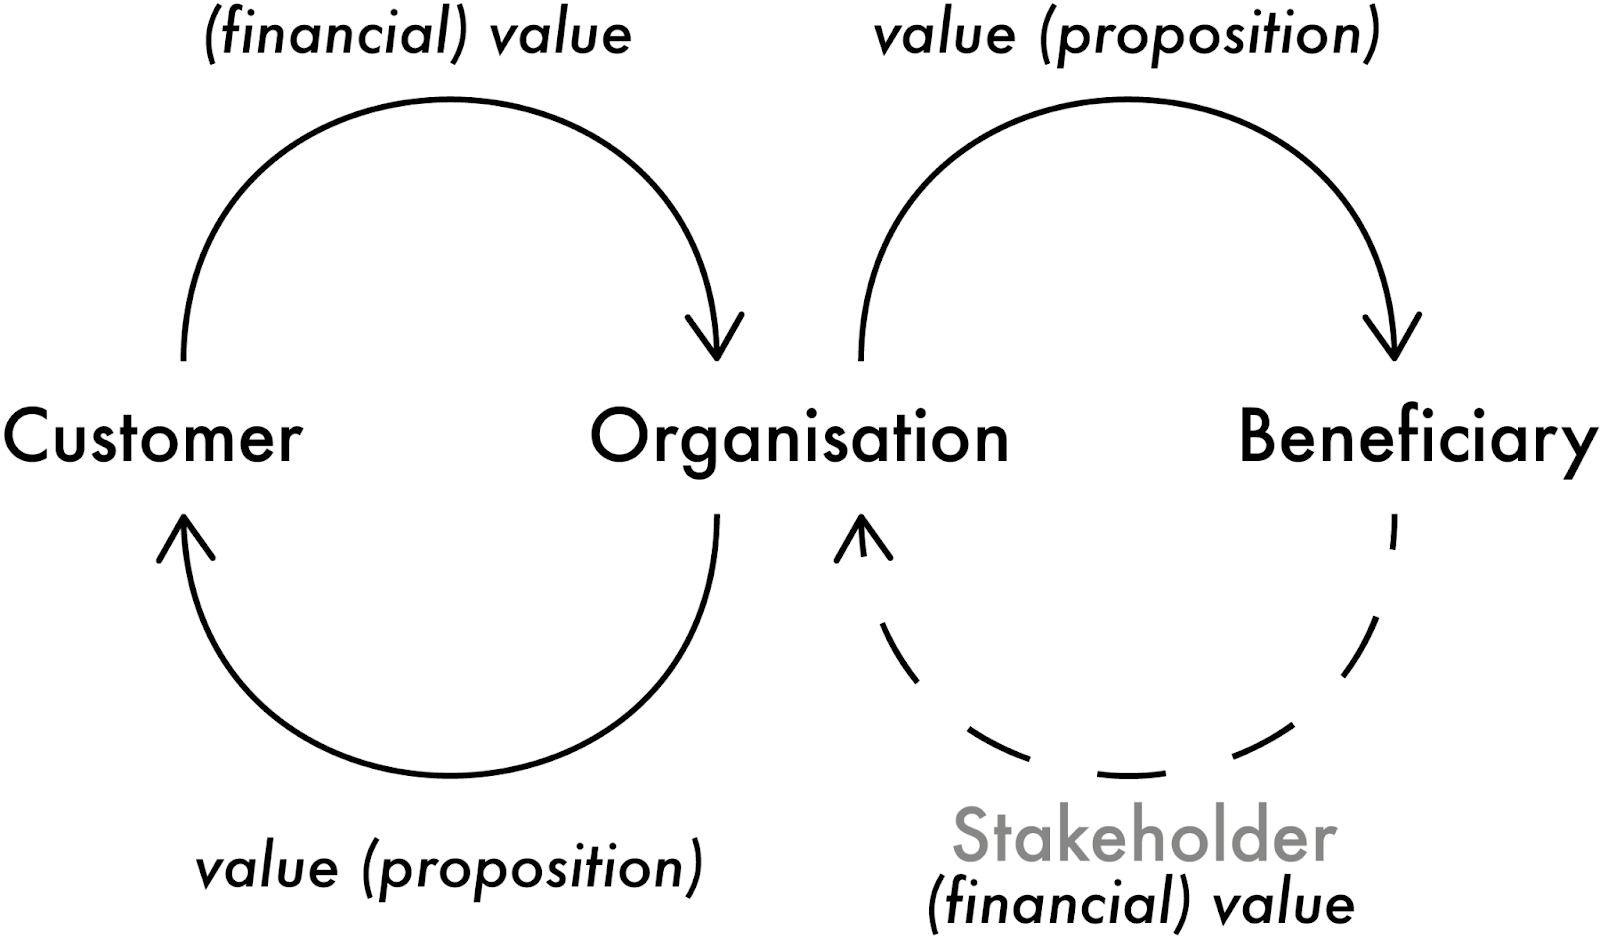 (financial) value
value (proposition)
Customer
Organisation
Beneficiary
value (proposition)
Stakeholder
(financial) value